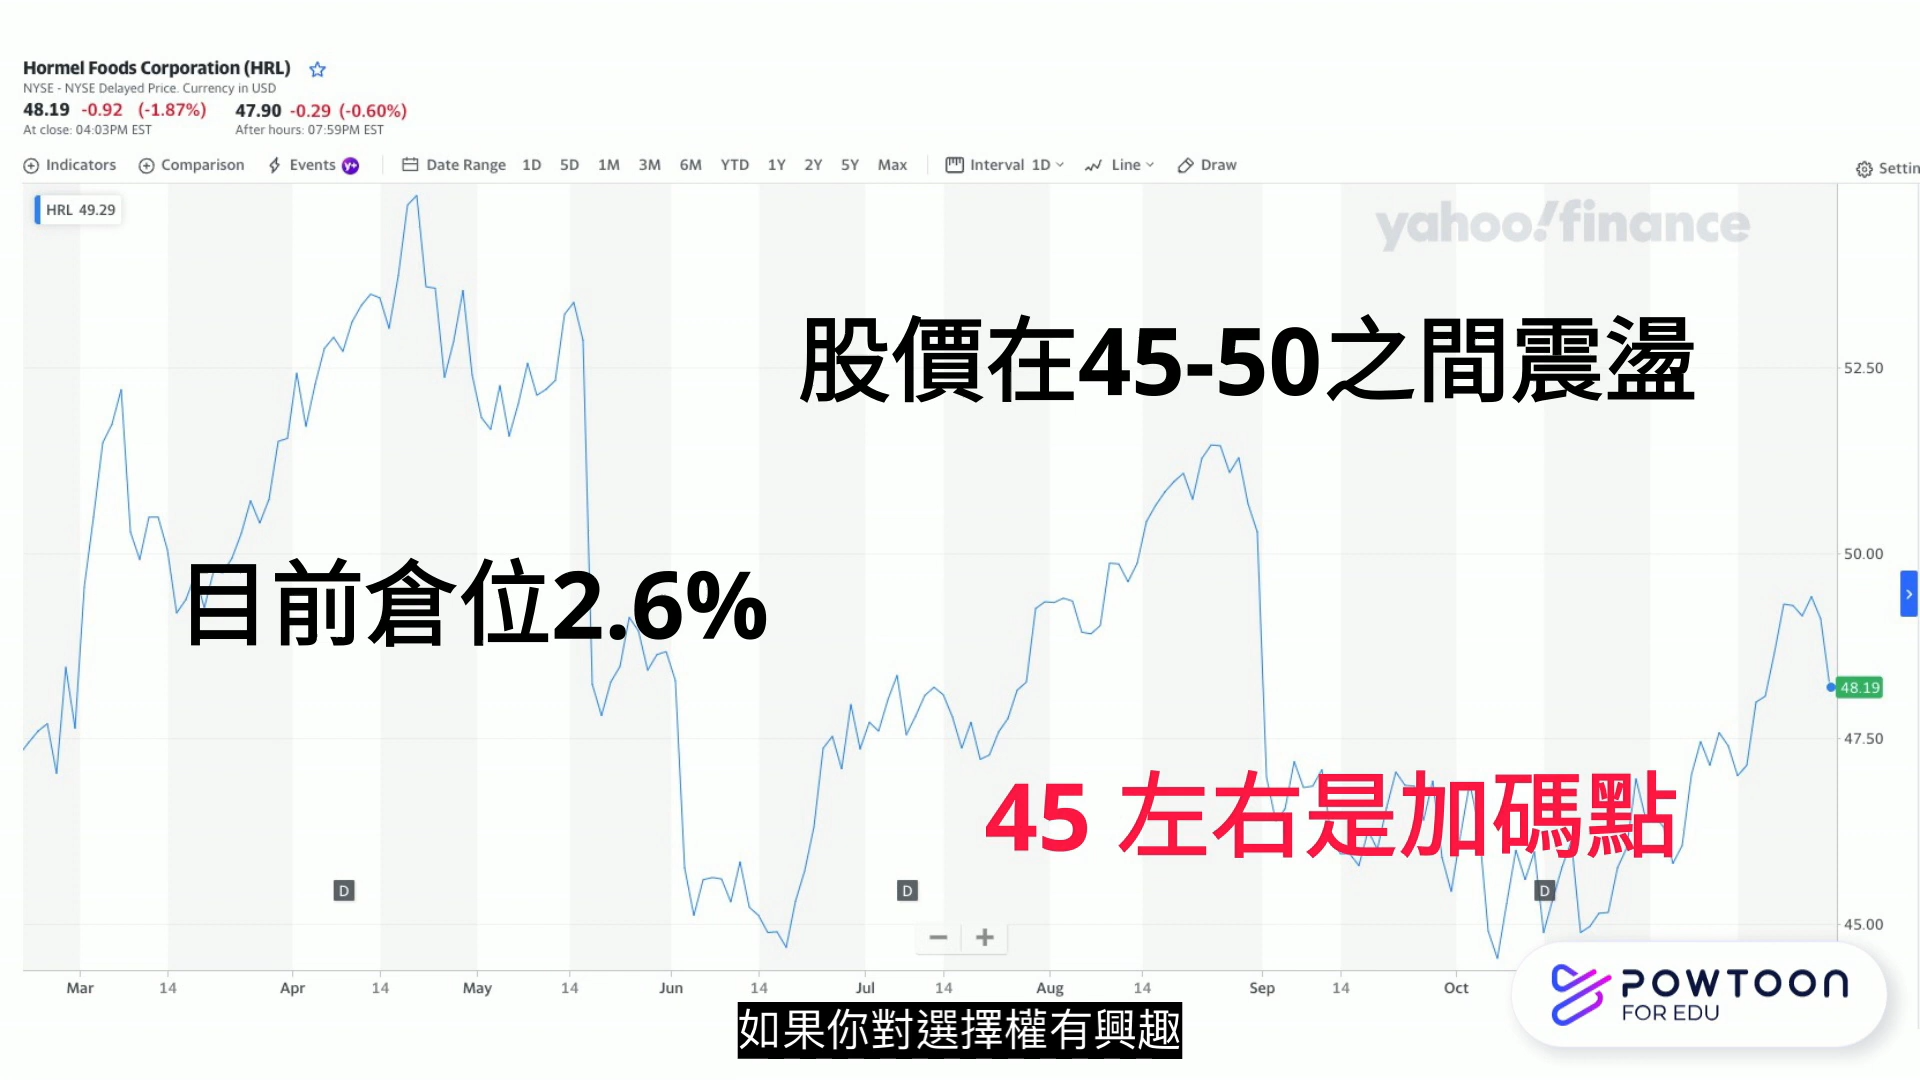 Hormel Foods Corporation (HRL)
NYSE - NYSE Delayed Price. Currency in USD
48.19 -0.92 (-1.87%) 47.90 -0.29 (-0.60%)
At close: 04:03PM EST After hours: 07:59PM EST
Indicators Comparison Events Y+ Date Range 1D 5D 1M 3M 6M YTD 1Y 2Y 5Y Max Interval 1D Line Draw Settin
HRL 49.29
yahoo!finance
股價在45-50之間震盪
52.50
50.00
目前倉位2.6%
48.19
47.50
45 左右是加碼點
D D D
45.00
Mar 14 Apr 14 May 14 Jun 14 Jul 14 Aug 14 Sep 14 Oct
POWTOON
FOR EDU
如果你對選擇權有興趣